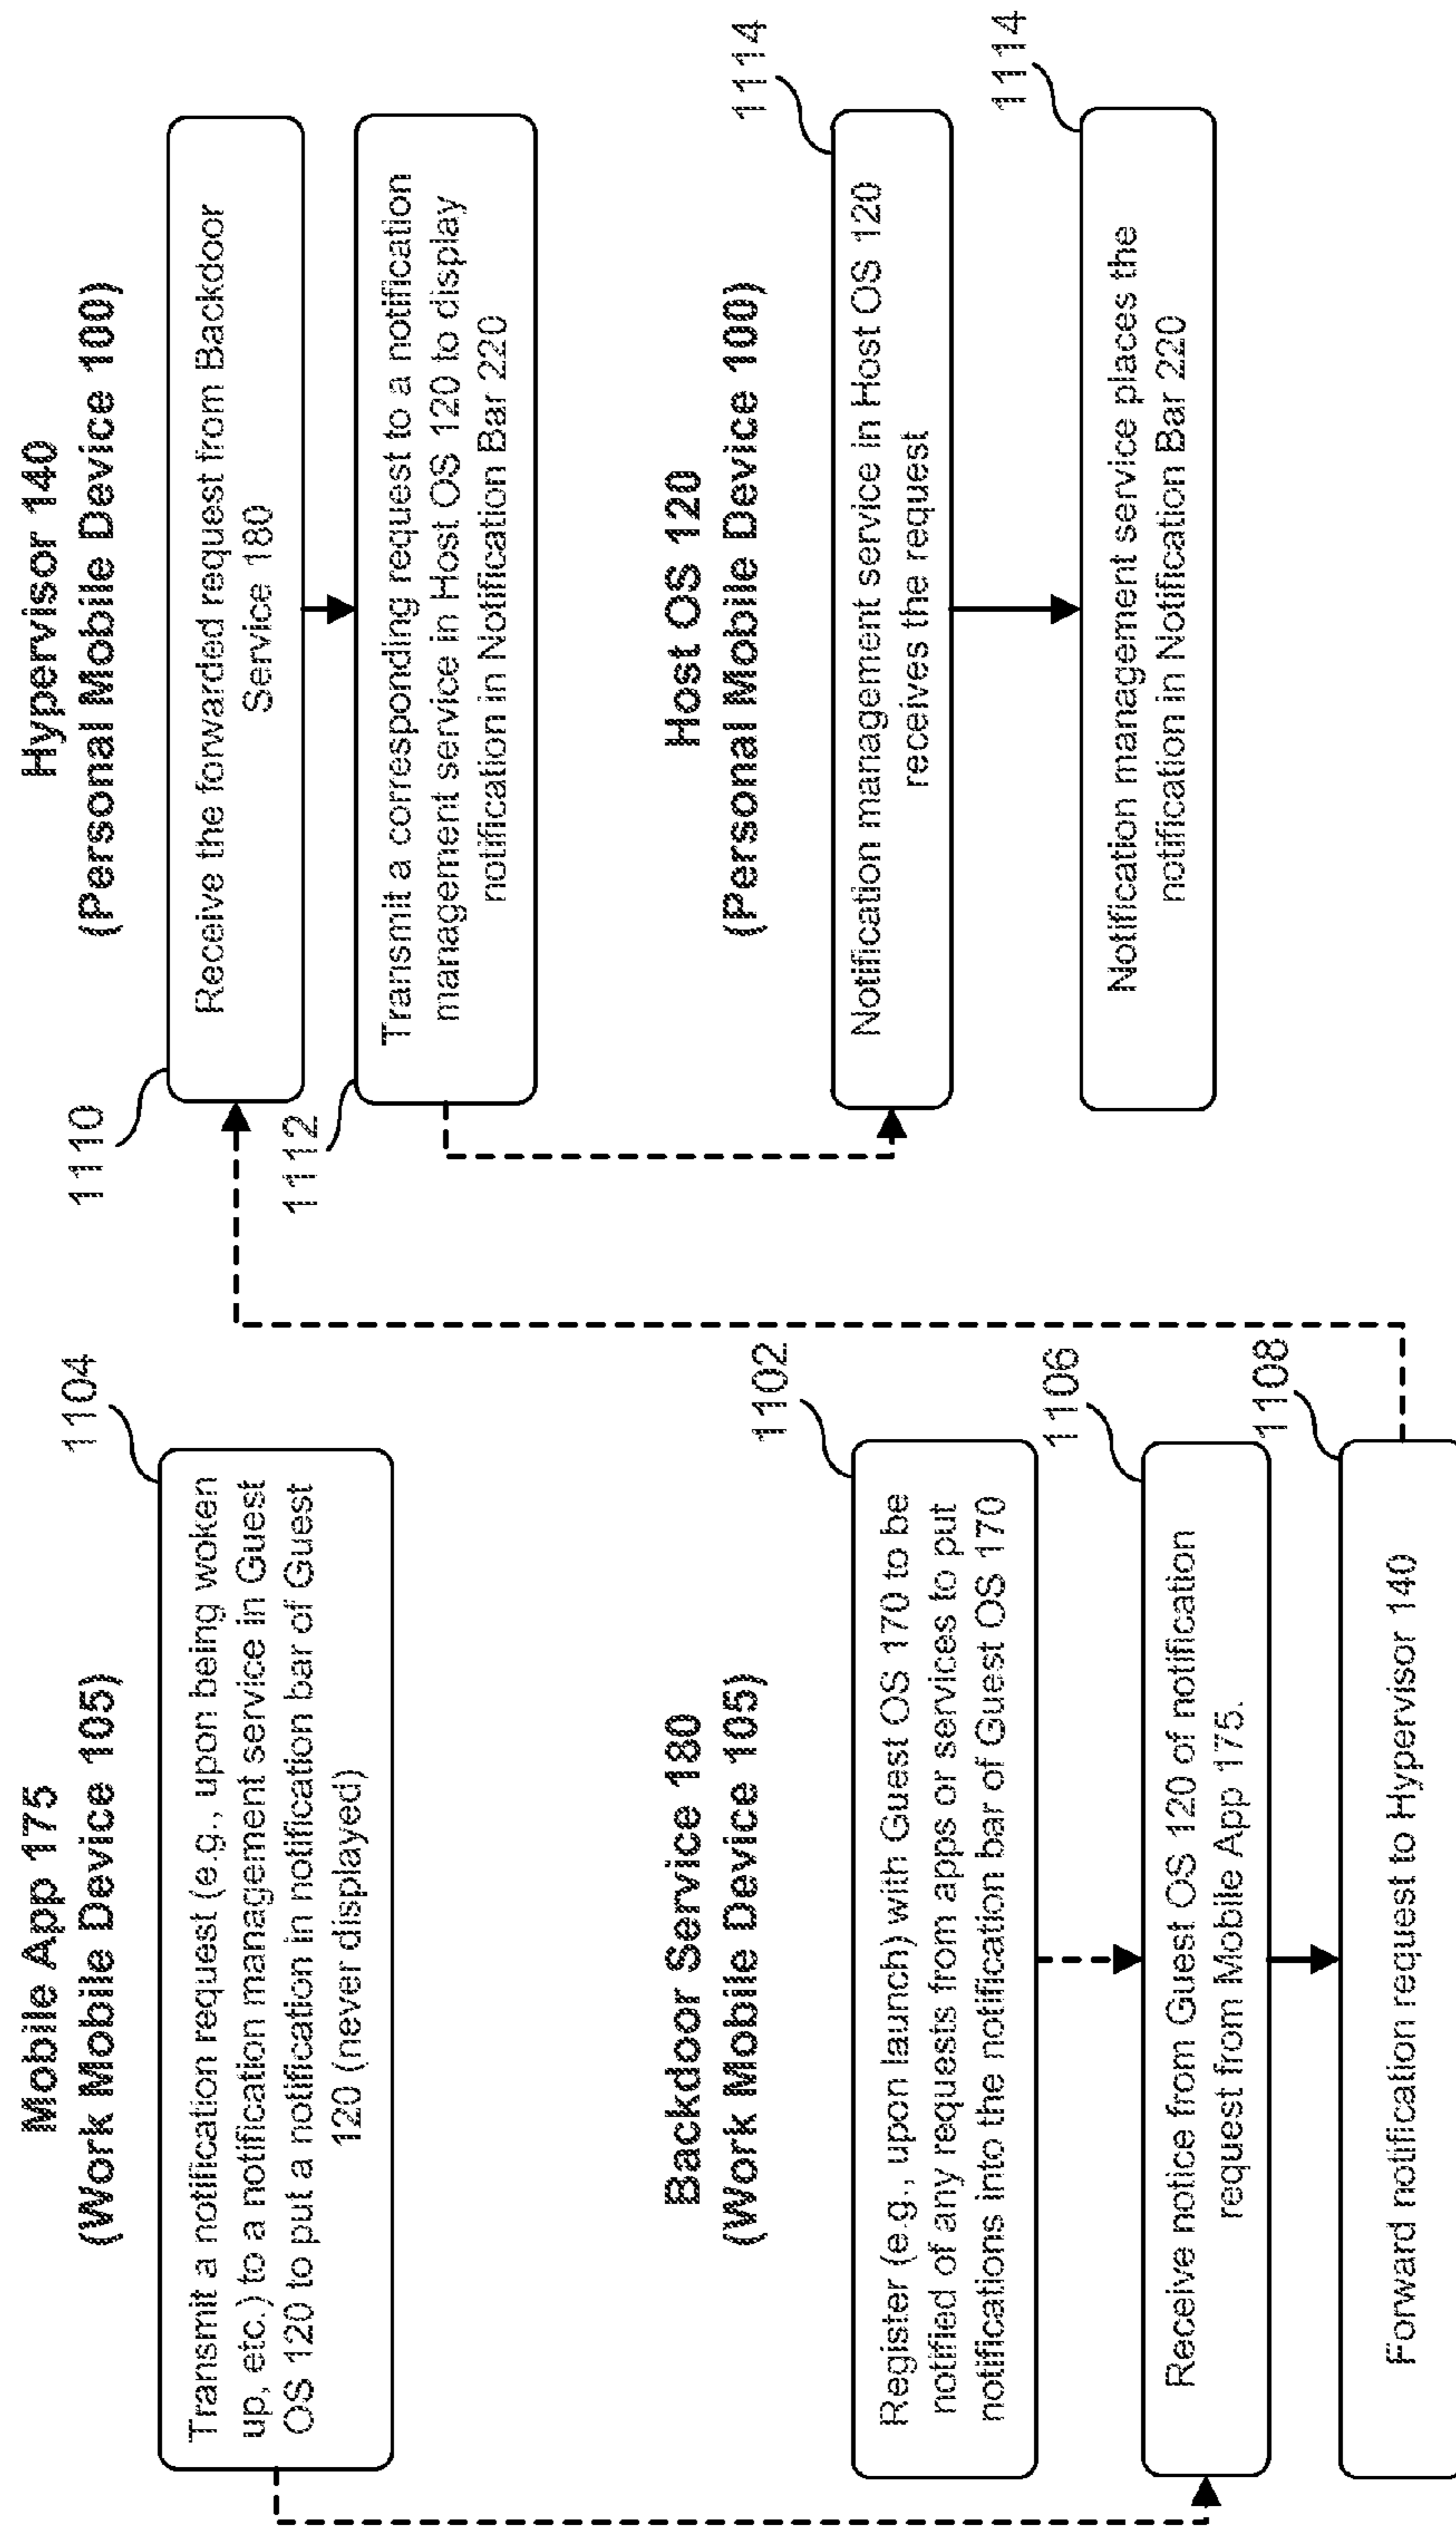 Mobile App 175
(Work Mobile Device 105)
1104
Transmit a notification request (e.g., upon being woken
up, etc.) to a notification management service in Guest
OS 120 to put a notification in notification bar of Guest
120 (never displayed)
Backdoor Service 180
(Work Mobile Device 105)
1102
Register (e.g., upon launch) with Guest OS 170 to be
notified of any requests from apps or services to put
notifications into the notification bar of Guest OS 170
1106
Receive notice from Guest OS 120 of notification
request from Mobile App 175.
1108
Forward notification request to Hypervisor 140
Hypervisor 140
(Personal Mobile Device 100)
1110
Receive the forwarded request from Backdoor
Service 180
1112
Transmit a corresponding request to a notification
management service in Host OS 120 to display
notification in Notification Bar 220
Host OS 120
(Personal Mobile Device 100)
1114
Notification management service in Host OS 120
receives the request
1114
Notification management service places the
notification in Notification Bar 220